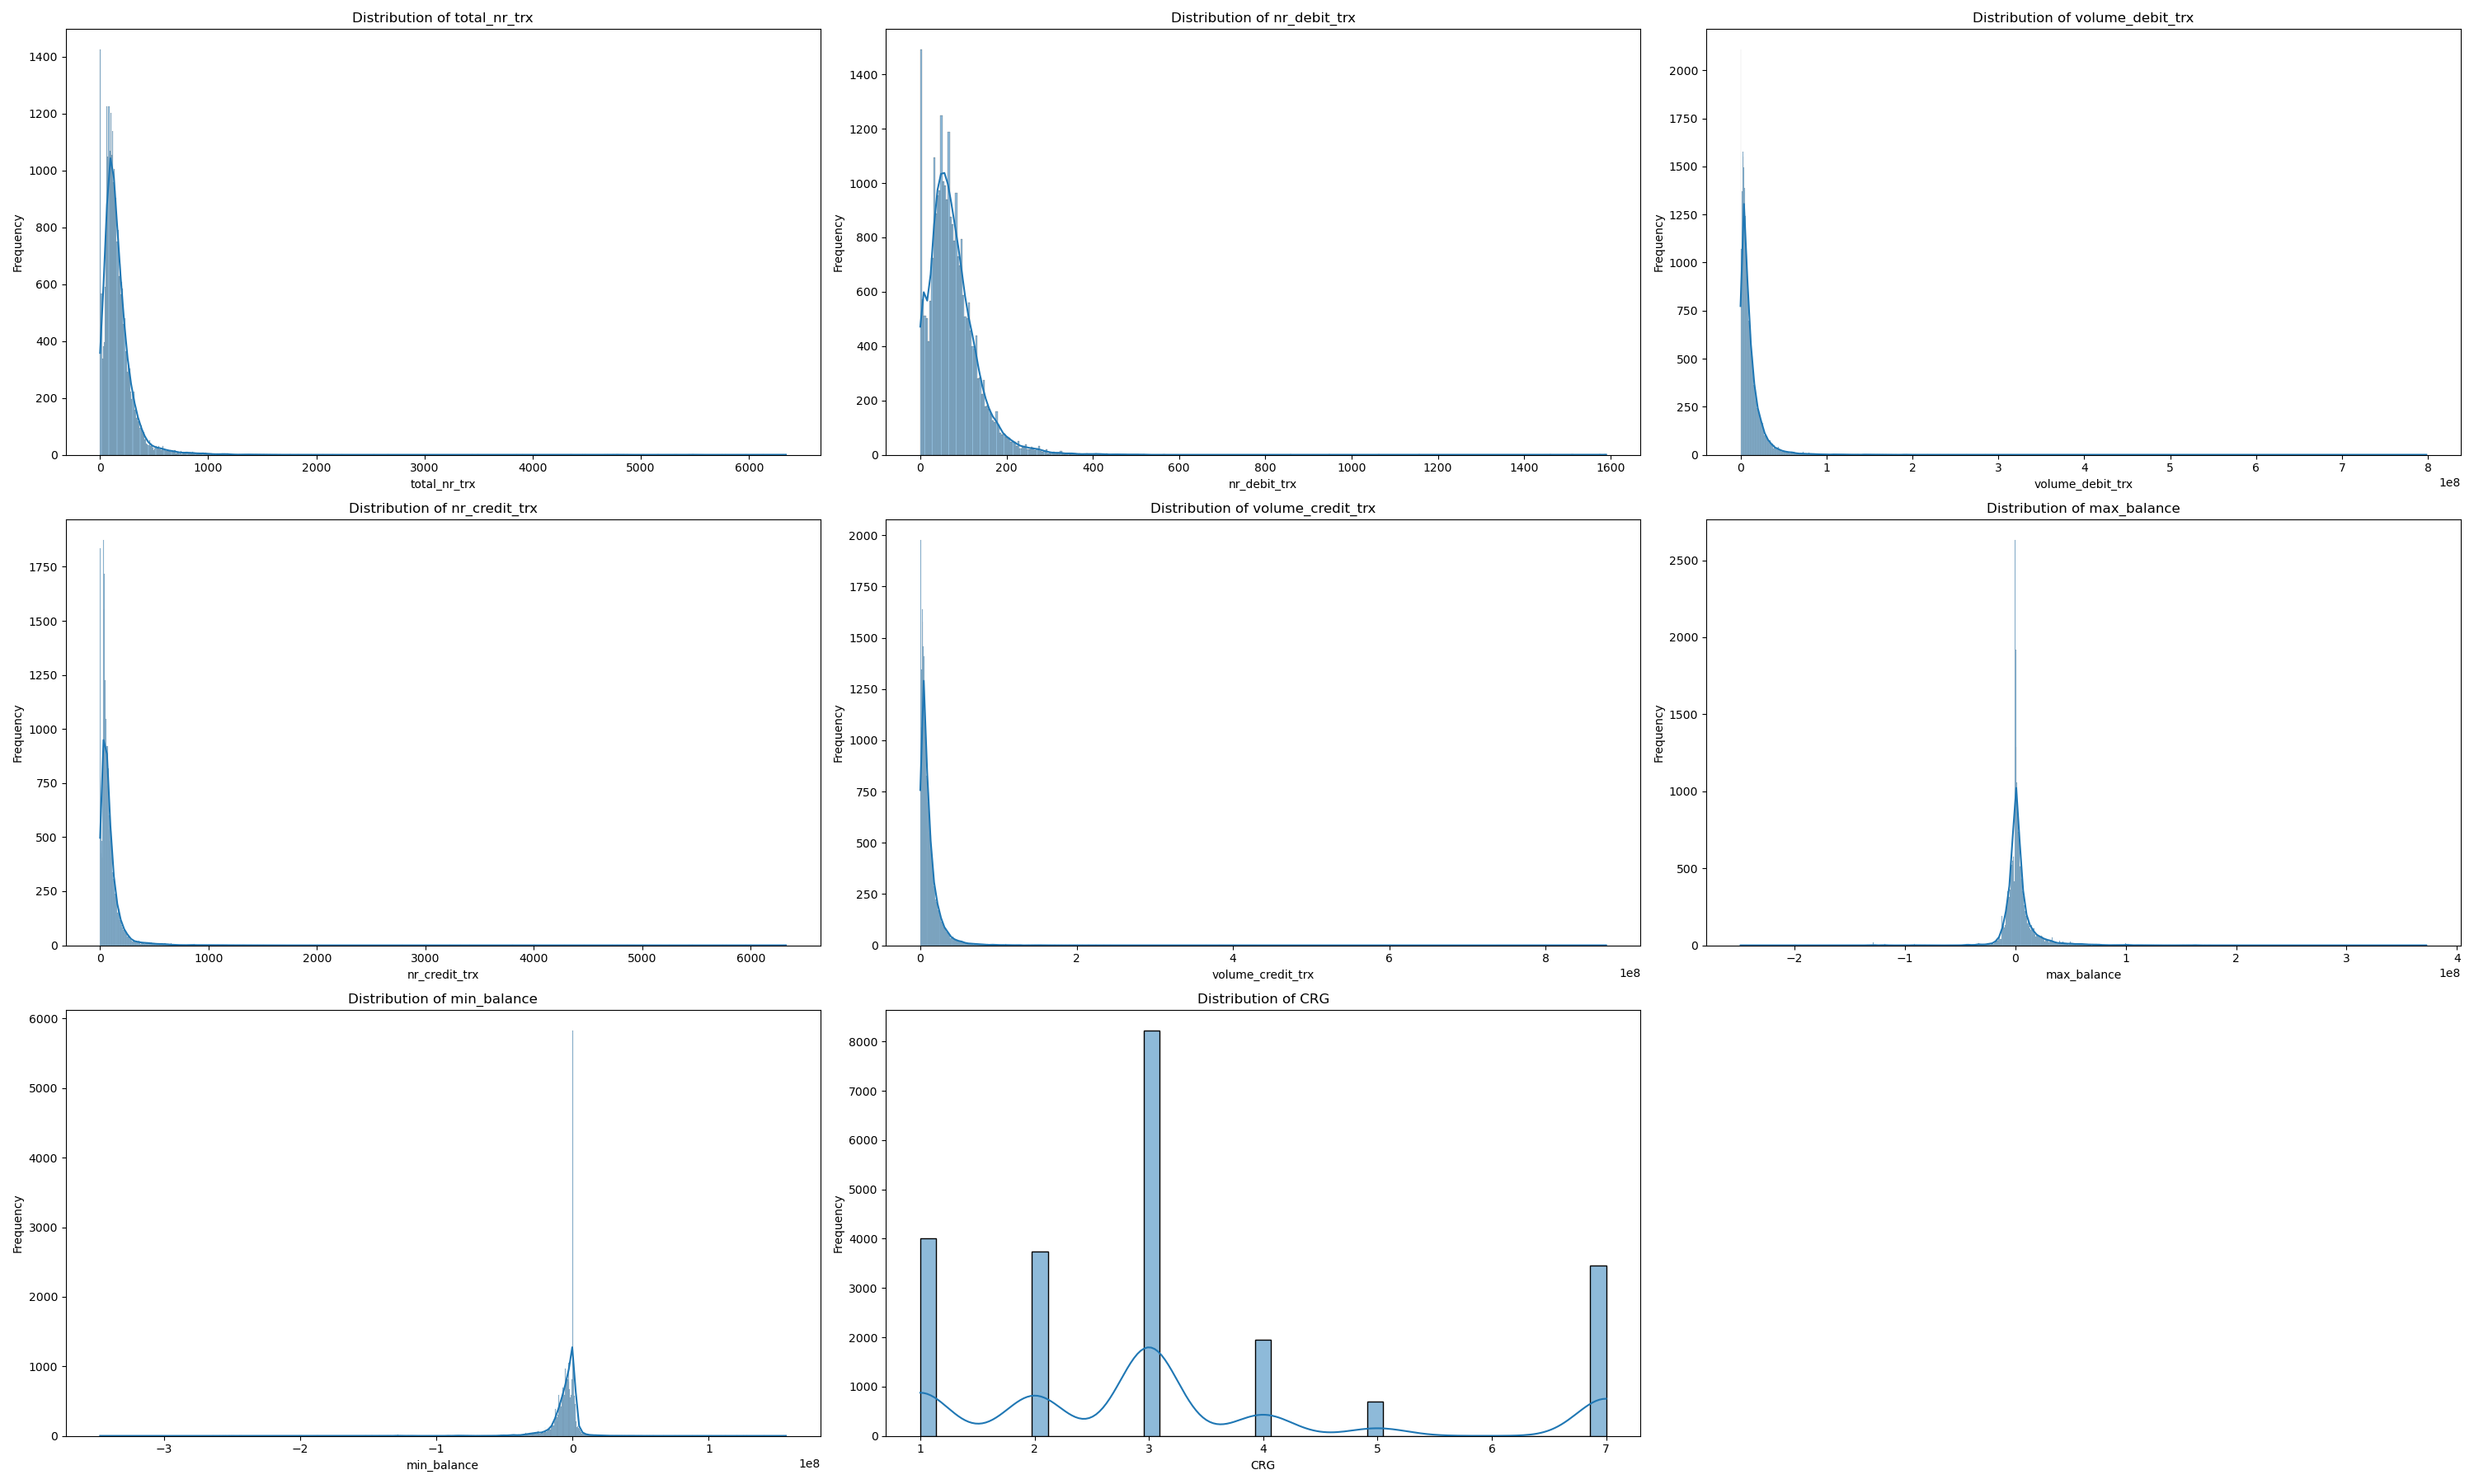 Distribution of total_nr_trx
Frequency
1400
1200
1000
800
600
400
200
0
0 1000 2000 3000 4000 5000 6000
total_nr_trx
Distribution of nr_debit_trx
Frequency
1400
1200
1000
800
600
400
200
0
0 200 400 600 800 1000 1200 1400 1600
nr_debit_trx
Distribution of volume_debit_trx
Frequency
2000
1750
1500
1250
1000
750
500
250
0
0 1 2 3 4 5 6 7 8
1e8
volume_debit_trx
Distribution of nr_credit_trx
Frequency
1750
1500
1250
1000
750
500
250
0
0 1000 2000 3000 4000 5000 6000
nr_credit_trx
Distribution of volume_credit_trx
Frequency
2000
1750
1500
1250
1000
750
500
250
0
0 2 4 6 8
1e8
volume_credit_trx
Distribution of max_balance
Frequency
2500
2000
1500
1000
500
0
−2 −1 0 1 2 3 4
1e8
max_balance
Distribution of min_balance
Frequency
6000
5000
4000
3000
2000
1000
0
−3 −2 −1 0 1
1e8
min_balance
Distribution of CRG
Frequency
8000
7000
6000
5000
4000
3000
2000
1000
0
1 2 3 4 5 6 7
CRG